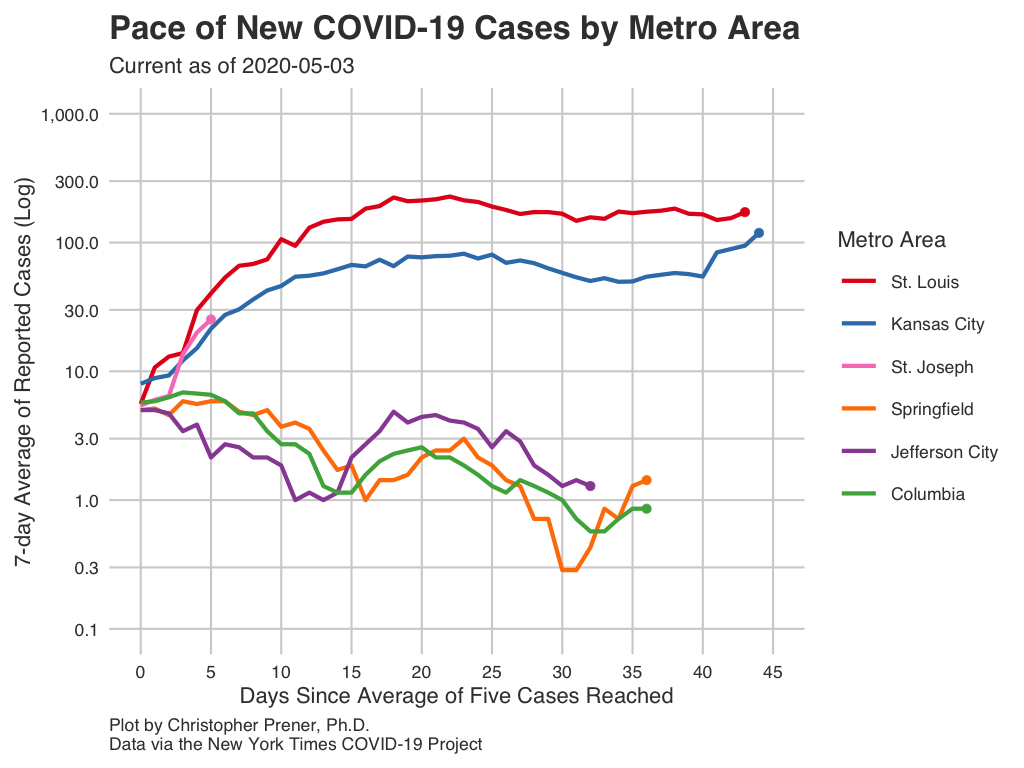 Pace of New COVID-19 Cases by Metro Area
Current as of 2020-05-03
7-day Average of Reported Cases (Log)
1,000.0
300.0
100.0
30.0
10.0
3.0
1.0
0.3
0.1
0 5 10 15 20 25 30 35 40 45
Days Since Average of Five Cases Reached
Metro Area
St. Louis
Kansas City
St. Joseph
Springfield
Jefferson City
Columbia
Plot by Christopher Prener, Ph.D.
Data via the New York Times COVID-19 Project